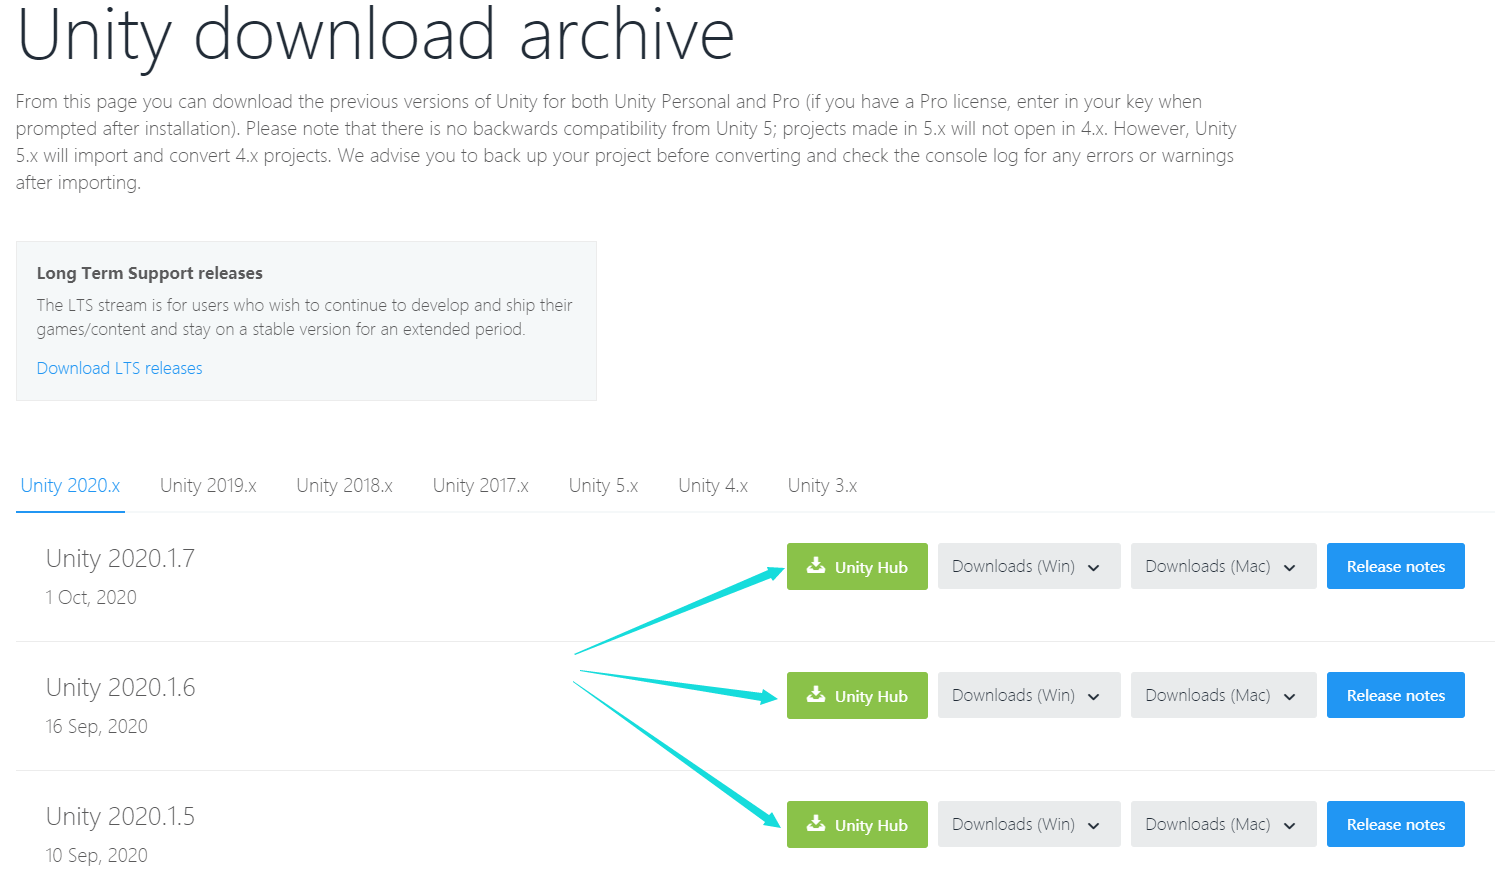 Unity download archive
From this page you can download the previous versions of Unity for both Unity Personal and Pro (if you have a Pro license, enter in your key when
prompted after installation). Please note that there is no backwards compatibility from Unity 5; projects made in 5.x will not open in 4.x. However, Unity
5.x will import and convert 4.x projects. We advise you to back up your project before converting and check the console log for any errors or warnings
after importing.
Long Term Support releases
The LTS stream is for users who wish to continue to develop and ship their
games/content and stay on a stable version for an extended period.
Download LTS releases
Unity 2020.x Unity 2019.x Unity 2018.x Unity 2017.x Unity 5.x Unity 4.x Unity 3.x
Unity 2020.1.7
1 Oct, 2020
Unity Hub Downloads (Win) Downloads (Mac) Release notes
Unity 2020.1.6
16 Sep, 2020
Unity Hub Downloads (Win) Downloads (Mac) Release notes
Unity 2020.1.5
10 Sep, 2020
Unity Hub Downloads (Win) Downloads (Mac) Release notes